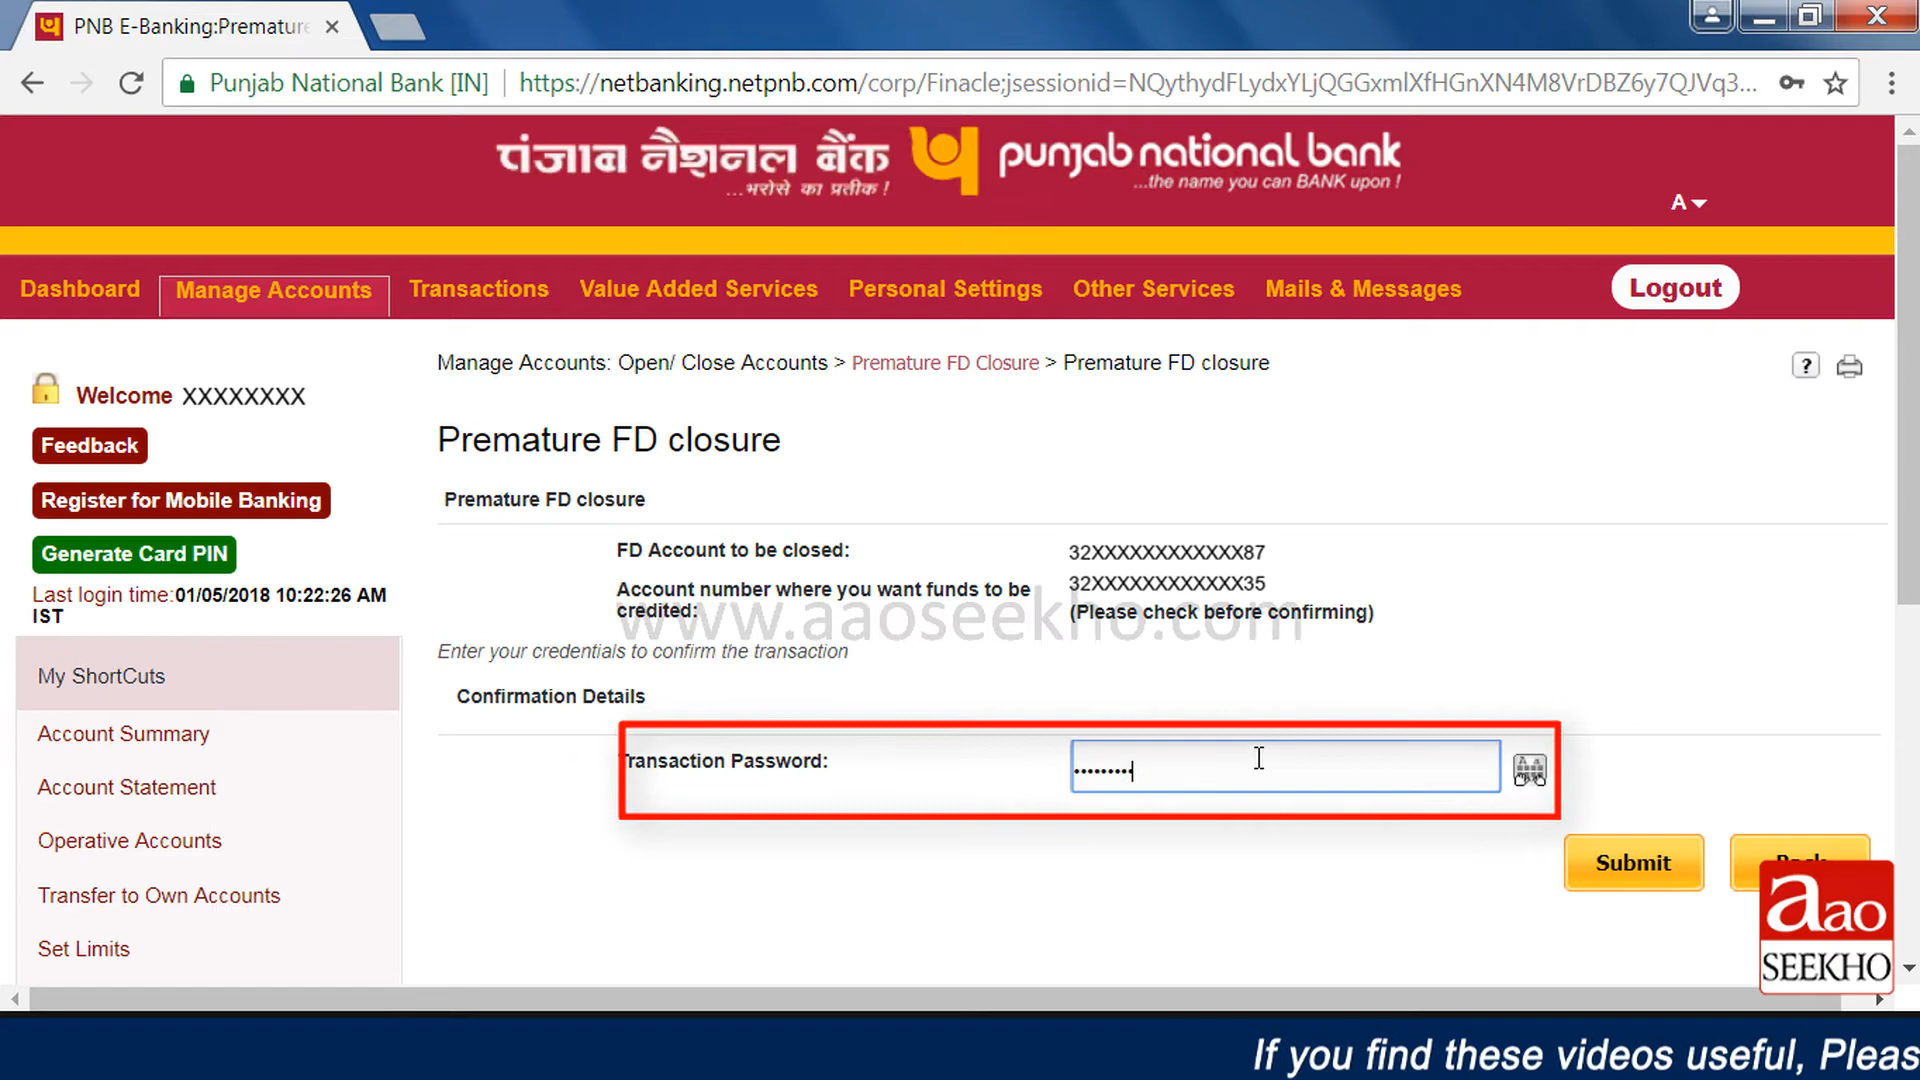 PNB E-Banking:Premature
Punjab National Bank [IN]
https://netbanking.netpnb.com/corp/Finacle;jsessionid=NQythydFLydxYLjQGGxmlXfHGnXN4M8VrDBZ6y7QJVq3...
पंजाब नैशनल बैंक
...भरोसे का प्रतीक !
punjab national bank
...the name you can BANK upon !
A
Dashboard
Manage Accounts
Transactions
Value Added Services
Personal Settings
Other Services
Mails & Messages
Logout
Manage Accounts: Open/ Close Accounts > Premature FD Closure > Premature FD closure
?
Welcome XXXXXXXX
Feedback
Register for Mobile Banking
Generate Card PIN
Last login time:01/05/2018 10:22:26 AM
IST
My ShortCuts
Account Summary
Account Statement
Operative Accounts
Transfer to Own Accounts
Set Limits
Premature FD closure
Premature FD closure
FD Account to be closed:
32XXXXXXXXXXXX87
Account number where you want funds to be
credited:
32XXXXXXXXXXXX35
(Please check before confirming)
www.aaoseekho.com
Enter your credentials to confirm the transaction
Confirmation Details
Transaction Password:
Submit
Back
aao
SEEKHO
If you find these videos useful, Pleas